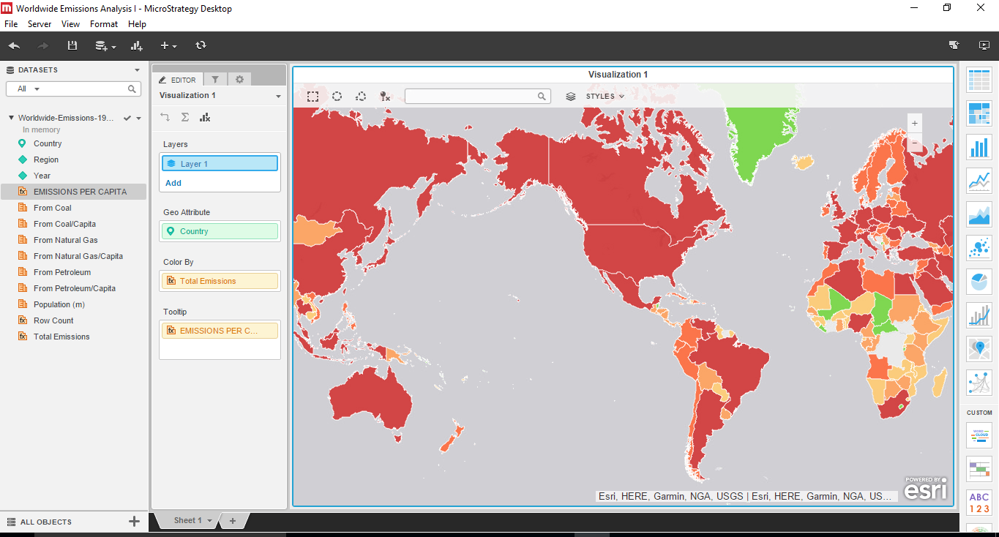 Worldwide Emissions Analysis I - MicroStrategy Desktop
File Server View Format Help
DATASETS
All
Worldwide-Emissions-19...
In memory
Country
Region
Year
EMISSIONS PER CAPITA
From Coal
From Coal/Capita
From Natural Gas
From Natural Gas/Capita
From Petroleum
From Petroleum/Capita
Population (m)
Row Count
Total Emissions
ALL OBJECTS
EDITOR
Visualization 1
Layers
Layer 1
Add
Geo Attribute
Country
Color By
Total Emissions
Tooltip
EMISSIONS PER C...
Visualization 1
STYLES
Esri, HERE, Garmin, NGA, USGS | Esri, HERE, Garmin, NGA, US...
POWERED BY
esri
Sheet 1
CUSTOM
WORD
CLOUD
ABC
123